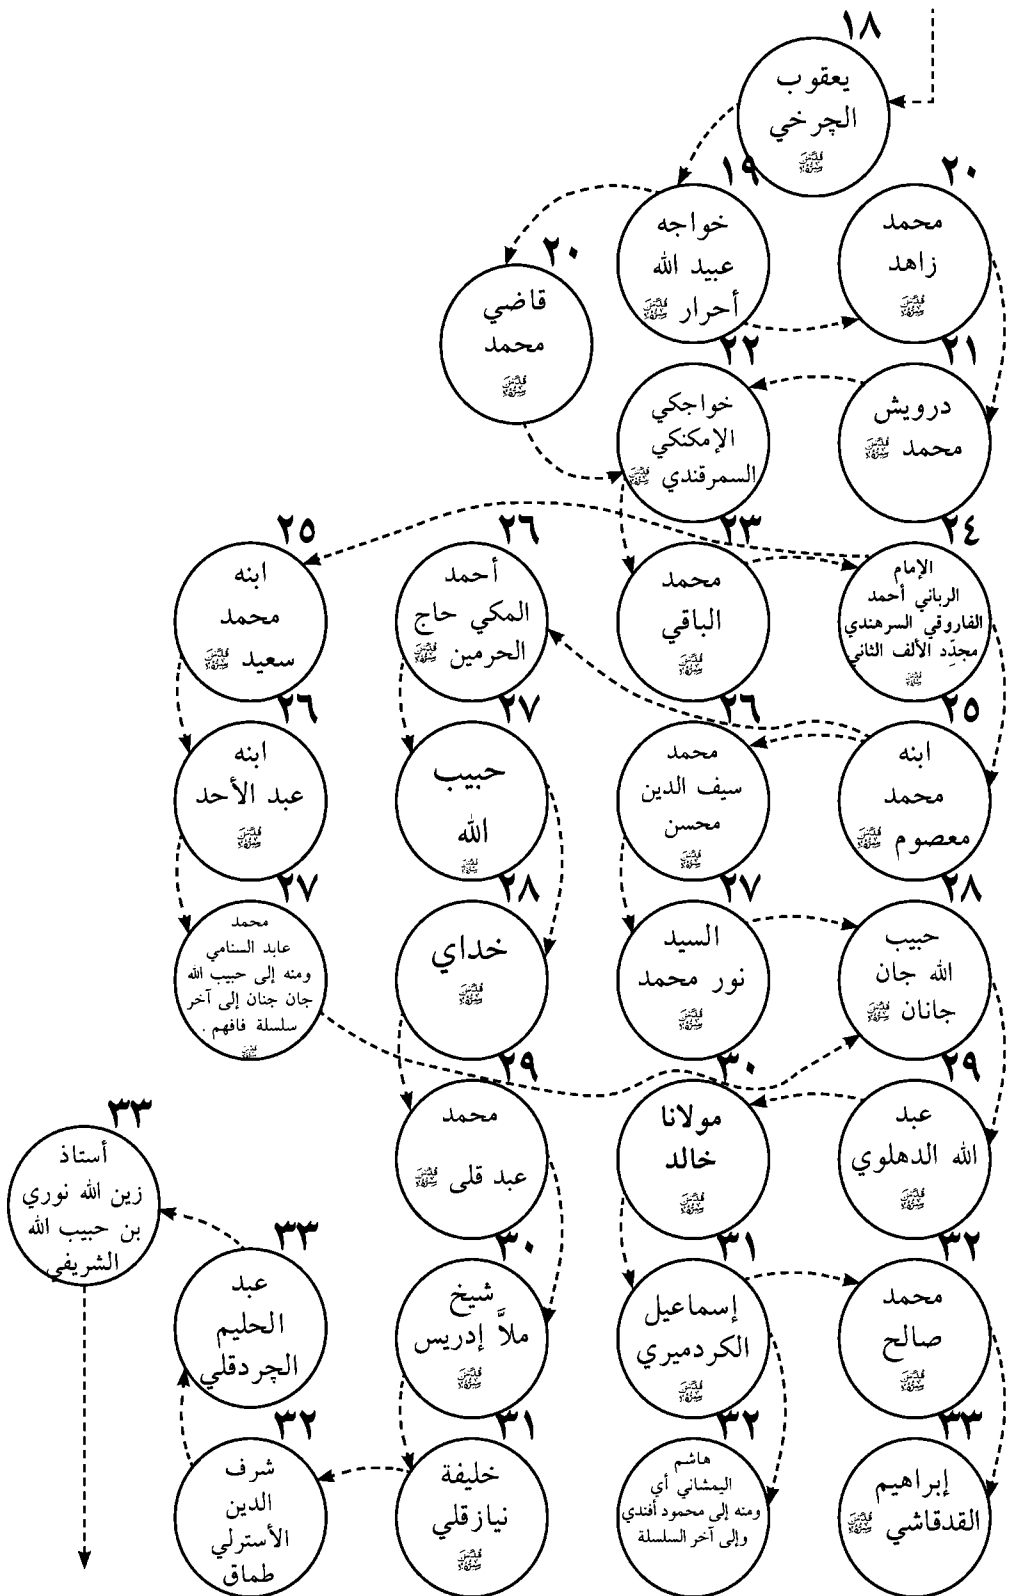 ١٨
يعقوب
الچرخي
قُدِّسَ سِرُّهُ
١٩
خواجه
عبيد الله
أحرار قُدِّسَ سِرُّهُ
٢٠
محمد
زاهد
قُدِّسَ سِرُّهُ
٢٠
قاضي
محمد
قُدِّسَ سِرُّهُ
٢١
درويش
محمد قُدِّسَ سِرُّهُ
٢٢
خواجكي
الإمكنكي
السمرقندي قُدِّسَ سِرُّهُ
٢٣
محمد
الباقي
قُدِّسَ سِرُّهُ
٢٤
الإمام
الرباني أحمد
الفاروقي السرهندي
مجدِّد الألف الثاني
قُدِّسَ سِرُّهُ
٢٥
ابنه
محمد
سعيد قُدِّسَ سِرُّهُ
٢٦
أحمد
المكي حاج
الحرمين قُدِّسَ سِرُّهُ
٢٥
ابنه
محمد
معصوم قُدِّسَ سِرُّهُ
٢٦
محمد
سيف الدين
محسن
قُدِّسَ سِرُّهُ
٢٧
حبيب
الله
قُدِّسَ سِرُّهُ
٢٦
ابنه
عبد الأحد
قُدِّسَ سِرُّهُ
٢٨
حبيب
الله جان
جانان قُدِّسَ سِرُّهُ
٢٧
السيد
نور محمد
قُدِّسَ سِرُّهُ
٢٨
خداي
قُدِّسَ سِرُّهُ
٢٧
محمد
عابد السنامي
ومنه إلى حبيب الله
جان جنان إلى آخر
سلسلة فافهم .
قُدِّسَ سِرُّهُ
٢٩
عبد
الله الدهلوي
قُدِّسَ سِرُّهُ
٣٠
مولانا
خالد
قُدِّسَ سِرُّهُ
٢٩
محمد
عبد قلى قُدِّسَ سِرُّهُ
٣٣
أستاذ
زين الله نوري
بن حبيب الله
الشريفي
٣٢
محمد
صالح
قُدِّسَ سِرُّهُ
٣١
إسماعيل
الكردميري
قُدِّسَ سِرُّهُ
٣٠
شيخ
ملاَّ إدريس
قُدِّسَ سِرُّهُ
٣٣
عبد
الحليم
الچردقلي
٣٣
إبراهيم
القدقاشي قُدِّسَ سِرُّهُ
٣٢
هاشم
اليمشاني أي
ومنه إلى محمود أفندي
وإلى آخر السلسلة
٣١
خليفة
نيازقلي
قُدِّسَ سِرُّهُ
٣٢
شرف
الدين
الأسترلي
طماق